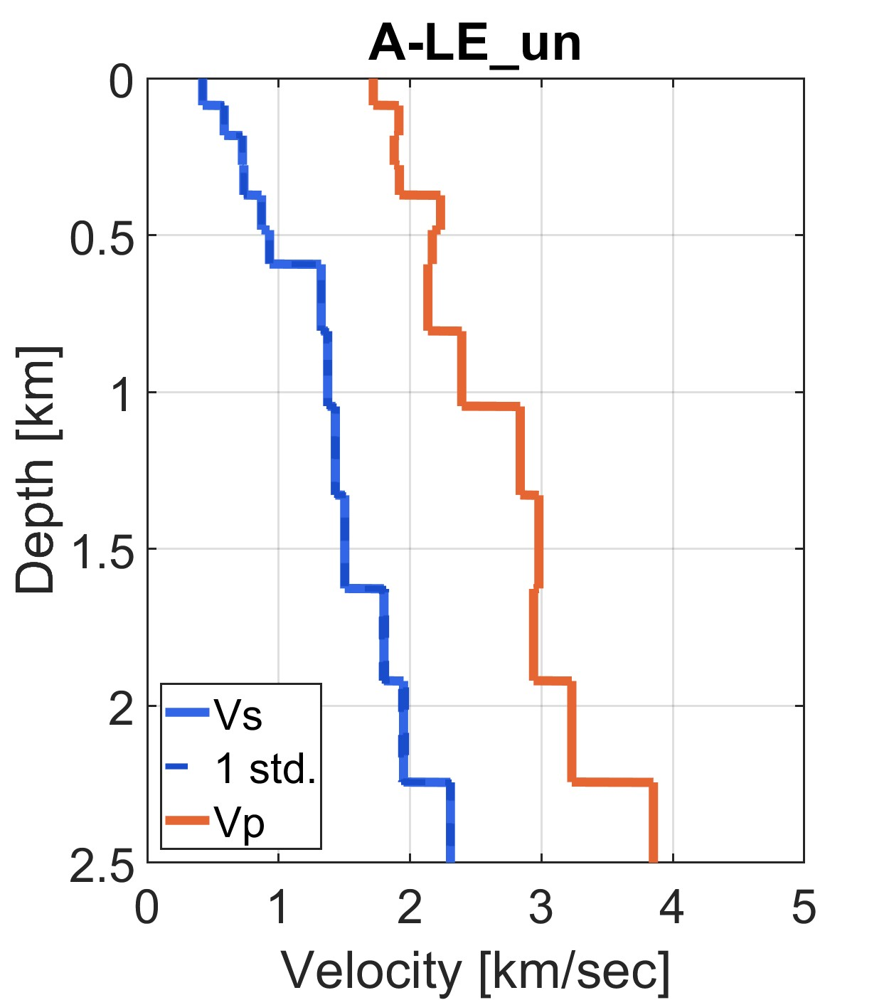 A-LE_un
0
0.5
1
1.5
2
2.5
Depth [km]
Vs
1 std.
Vp
0 1 2 3 4 5
Velocity [km/sec]